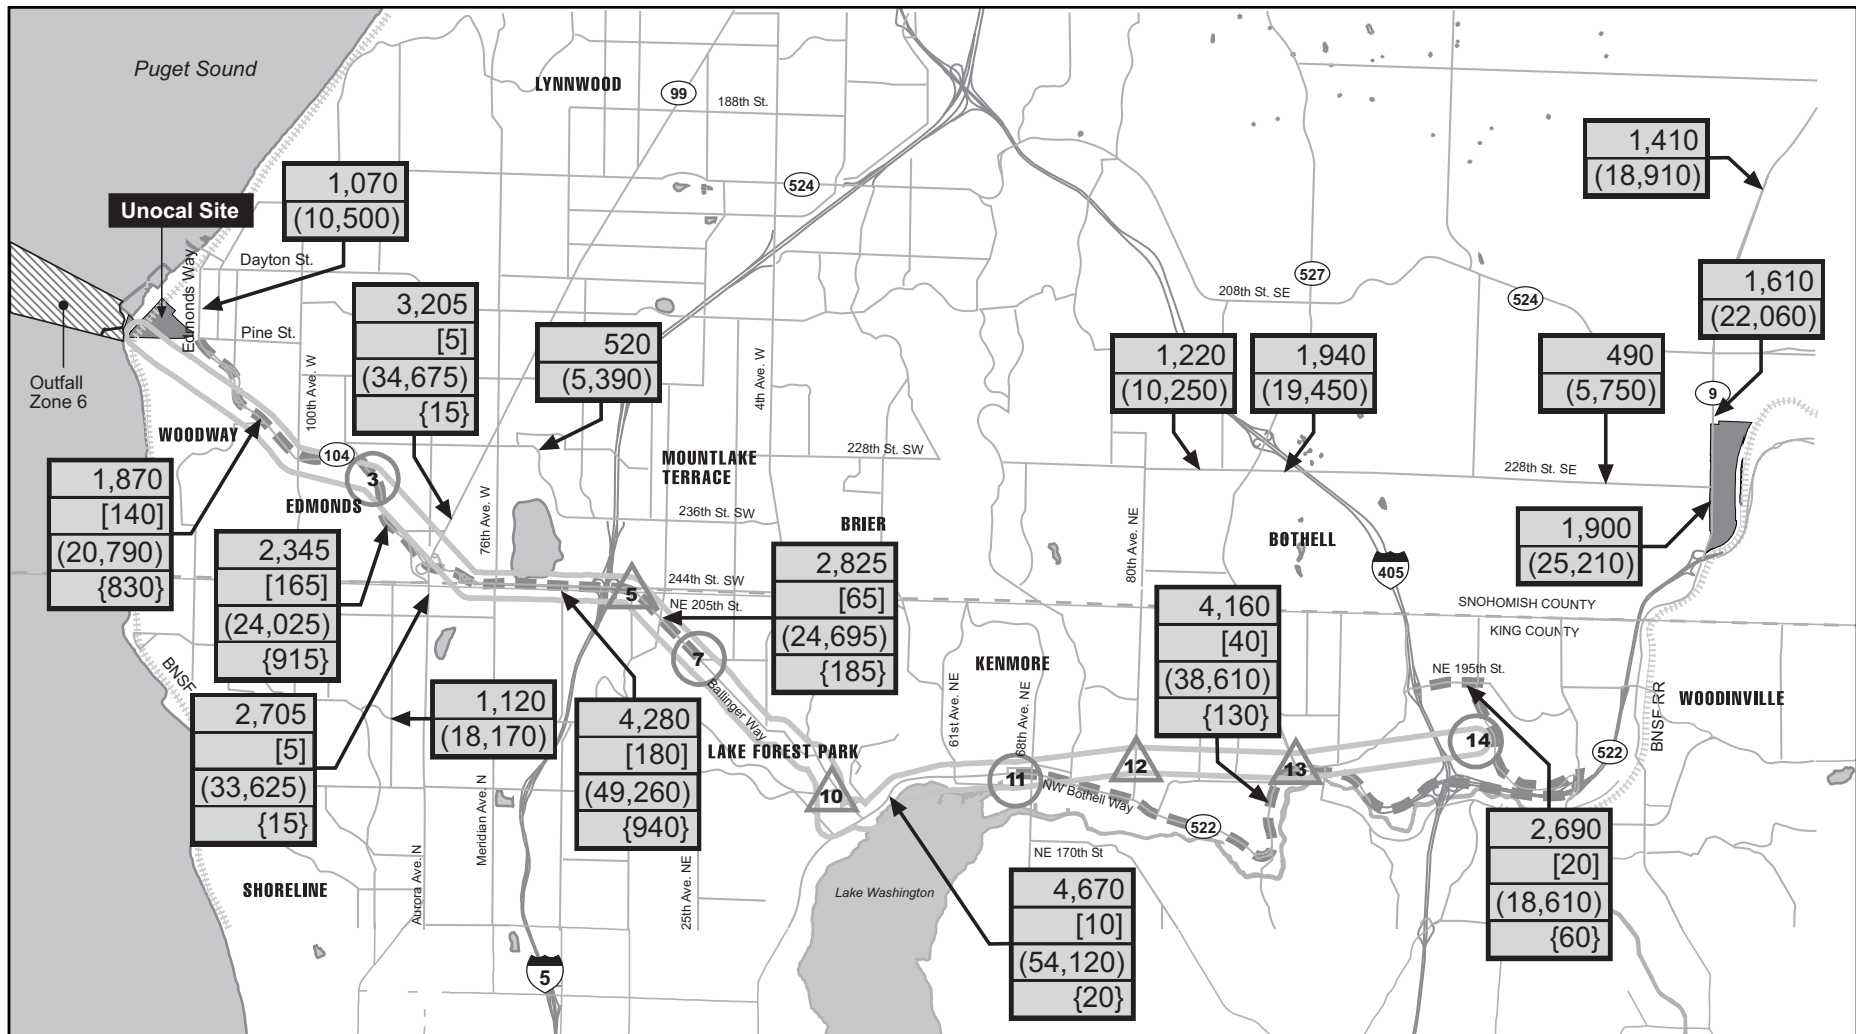 Puget Sound
LYNNWOOD
99
188th St.
524
1,410
(18,910)
1,070
(10,500)
Unocal Site
Edmonds Way
Dayton St.
Pine St.
Outfall
Zone 6
100th Ave. W
3,205
[5]
(34,675)
{15}
520
(5,390)
4th Ave. W
527
208th St. SE
524
1,610
(22,060)
1,220
(10,250)
1,940
(19,450)
490
(5,750)
9
WOODWAY
104
3
EDMONDS
MOUNTLAKE
TERRACE
228th St. SW
228th St. SE
1,870
[140]
(20,790)
{830}
76th Ave. W
236th St. SW
BRIER
80th Ave. NE
BOTHELL
405
1,900
(25,210)
2,345
[165]
(24,025)
{915}
2,825
[65]
(24,695)
{185}
244th St. SW
NE 205th St.
5
7
SNOHOMISH COUNTY
KING COUNTY
4,160
[40]
(38,610)
{130}
BNSF
2,705
[5]
(33,625)
{15}
1,120
(18,170)
4,280
[180]
(49,260)
{940}
Ballinger Way
LAKE FOREST PARK
KENMORE
61st Ave. NE
68th Ave. NE
NE 195th St.
WOODINVILLE
BNSF RR
522
10
11
12
13
14
NW Bothell Way
522
NE 170th St
Meridian Ave. N
Aurora Ave. N
25th Ave. NE
SHORELINE
Lake Washington
5
4,670
[10]
(54,120)
{20}
2,690
[20]
(18,610)
{60}